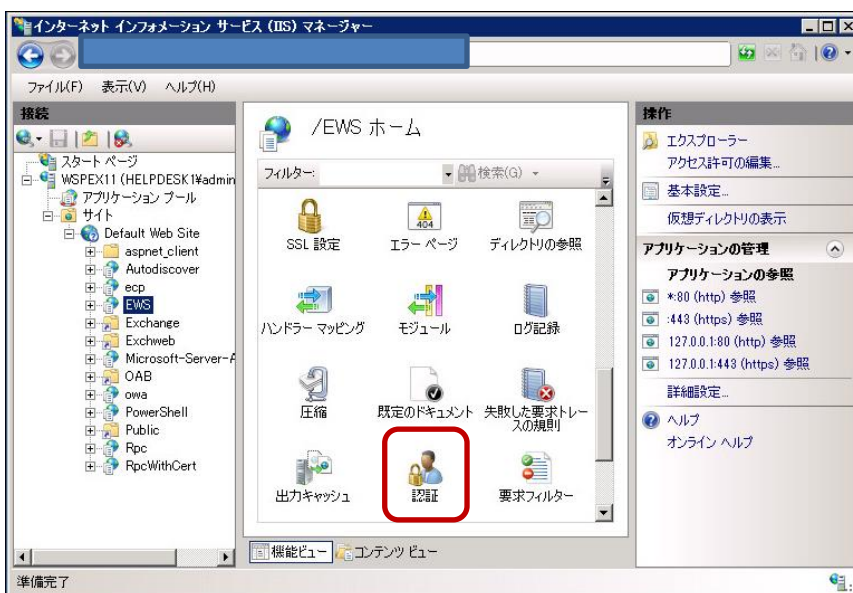 インターネット インフォメーション サービス (IIS) マネージャー
ファイル(F) 表示(V) ヘルプ(H)
接続
スタート ページ
WSPEX11 (HELPDESK1¥admin
アプリケーション プール
サイト
Default Web Site
aspnet_client
Autodiscover
ecp
EWS
Exchange
Exchweb
Microsoft-Server-A
OAB
owa
PowerShell
Public
Rpc
RpcWithCert
/EWS ホーム
フィルター: 検索(G)
SSL 設定 エラー ページ ディレクトリの参照
404
ハンドラー マッピング モジュール ログ記録
圧縮 既定のドキュメント 失敗した要求トレー
スの規則
出力キャッシュ 認証 要求フィルター
機能ビュー コンテンツ ビュー
操作
エクスプローラー
アクセス許可の編集...
基本設定...
仮想ディレクトリの表示
アプリケーションの管理
アプリケーションの参照
*:80 (http) 参照
:443 (https) 参照
127.0.0.1:80 (http) 参照
127.0.0.1:443 (https) 参照
詳細設定...
ヘルプ
オンライン ヘルプ
準備完了